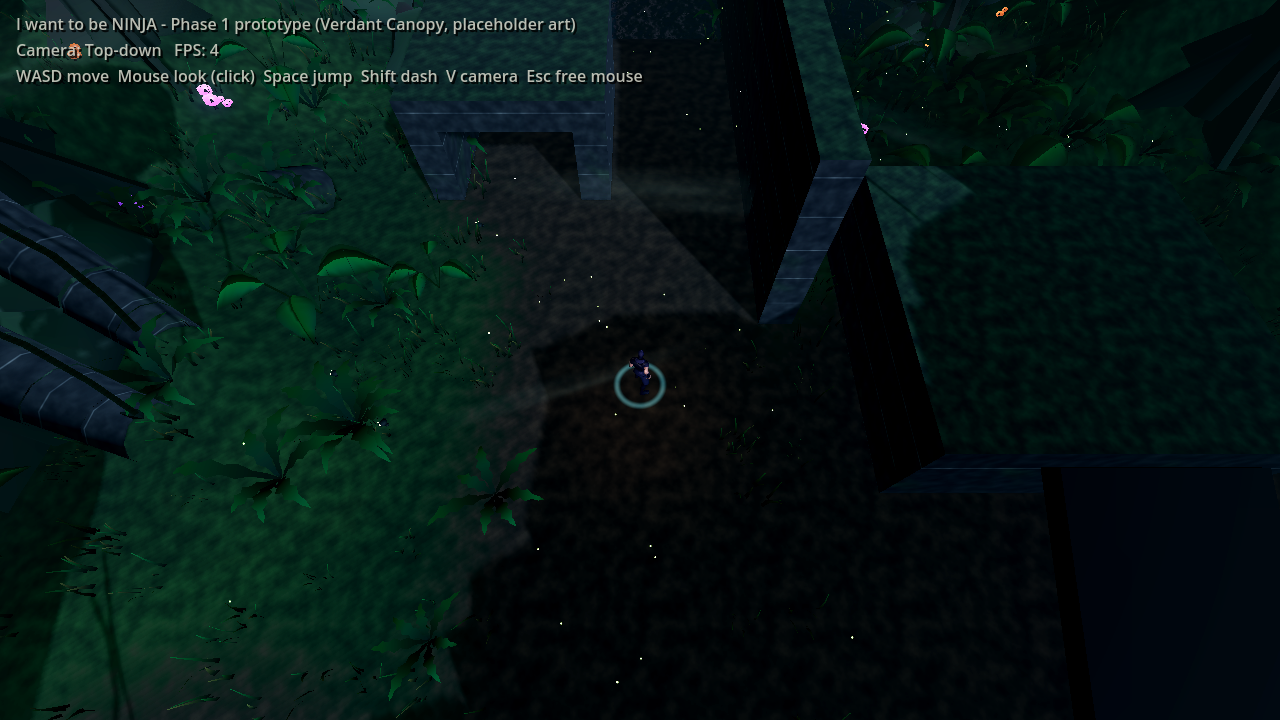 I want to be NINJA - Phase 1 prototype (Verdant Canopy, placeholder art)
Camera: Top-down   FPS: 4
WASD move  Mouse look (click)  Space jump  Shift dash  V camera  Esc free mouse